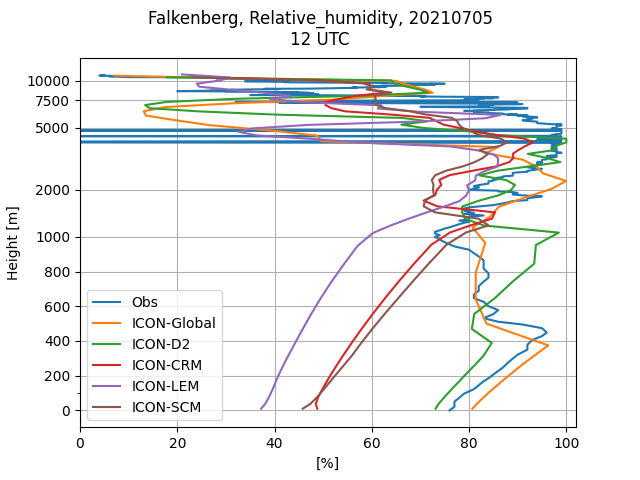 Falkenberg, Relative_humidity, 20210705
12 UTC
Height [m]
10000
7500
5000
2000
1000
800
600
400
200
0
Obs
ICON-Global
ICON-D2
ICON-CRM
ICON-LEM
ICON-SCM
0 20 40 60 80 100
[%]